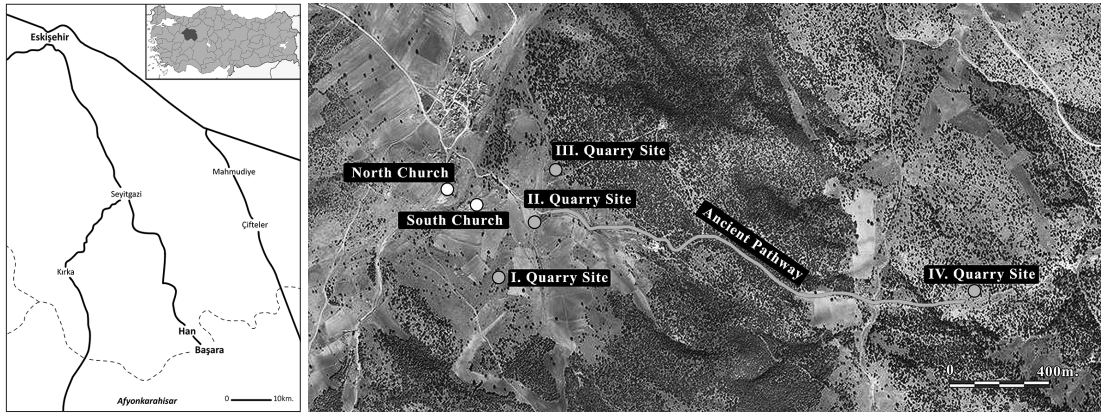 Eskişehir
Mahmudiye
Seyitgazi
Çifteler
Kırka
Han
Başara
Afyonkarahisar
0 10km.
III. Quarry Site
North Church
II. Quarry Site
South Church
Ancient Pathway
IV. Quarry Site
I. Quarry Site
0 400m.